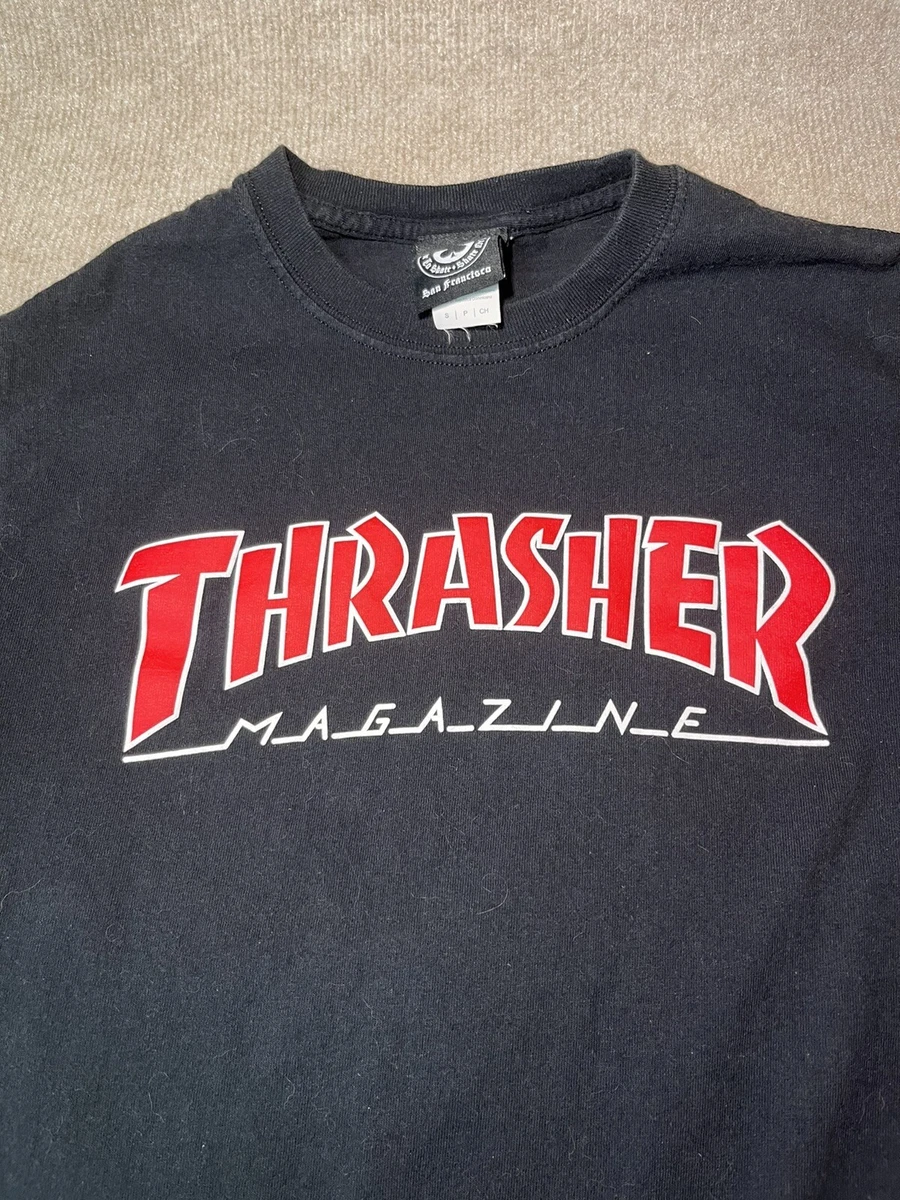 San Francisco
S | P | CH
THRASHER
MAGAZINE